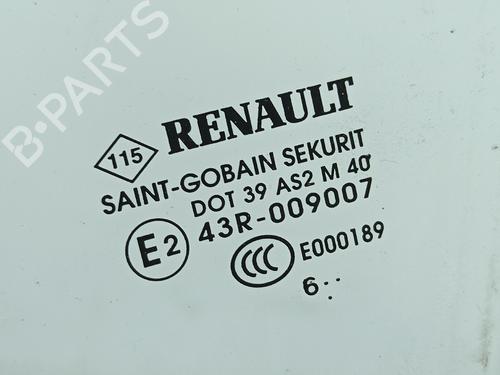 B-PARTS
115 RENAULT
SAINT-GOBAIN SEKURIT
DOT 39 AS2 M 40
E2 43R-009007
CCC E000189
6··